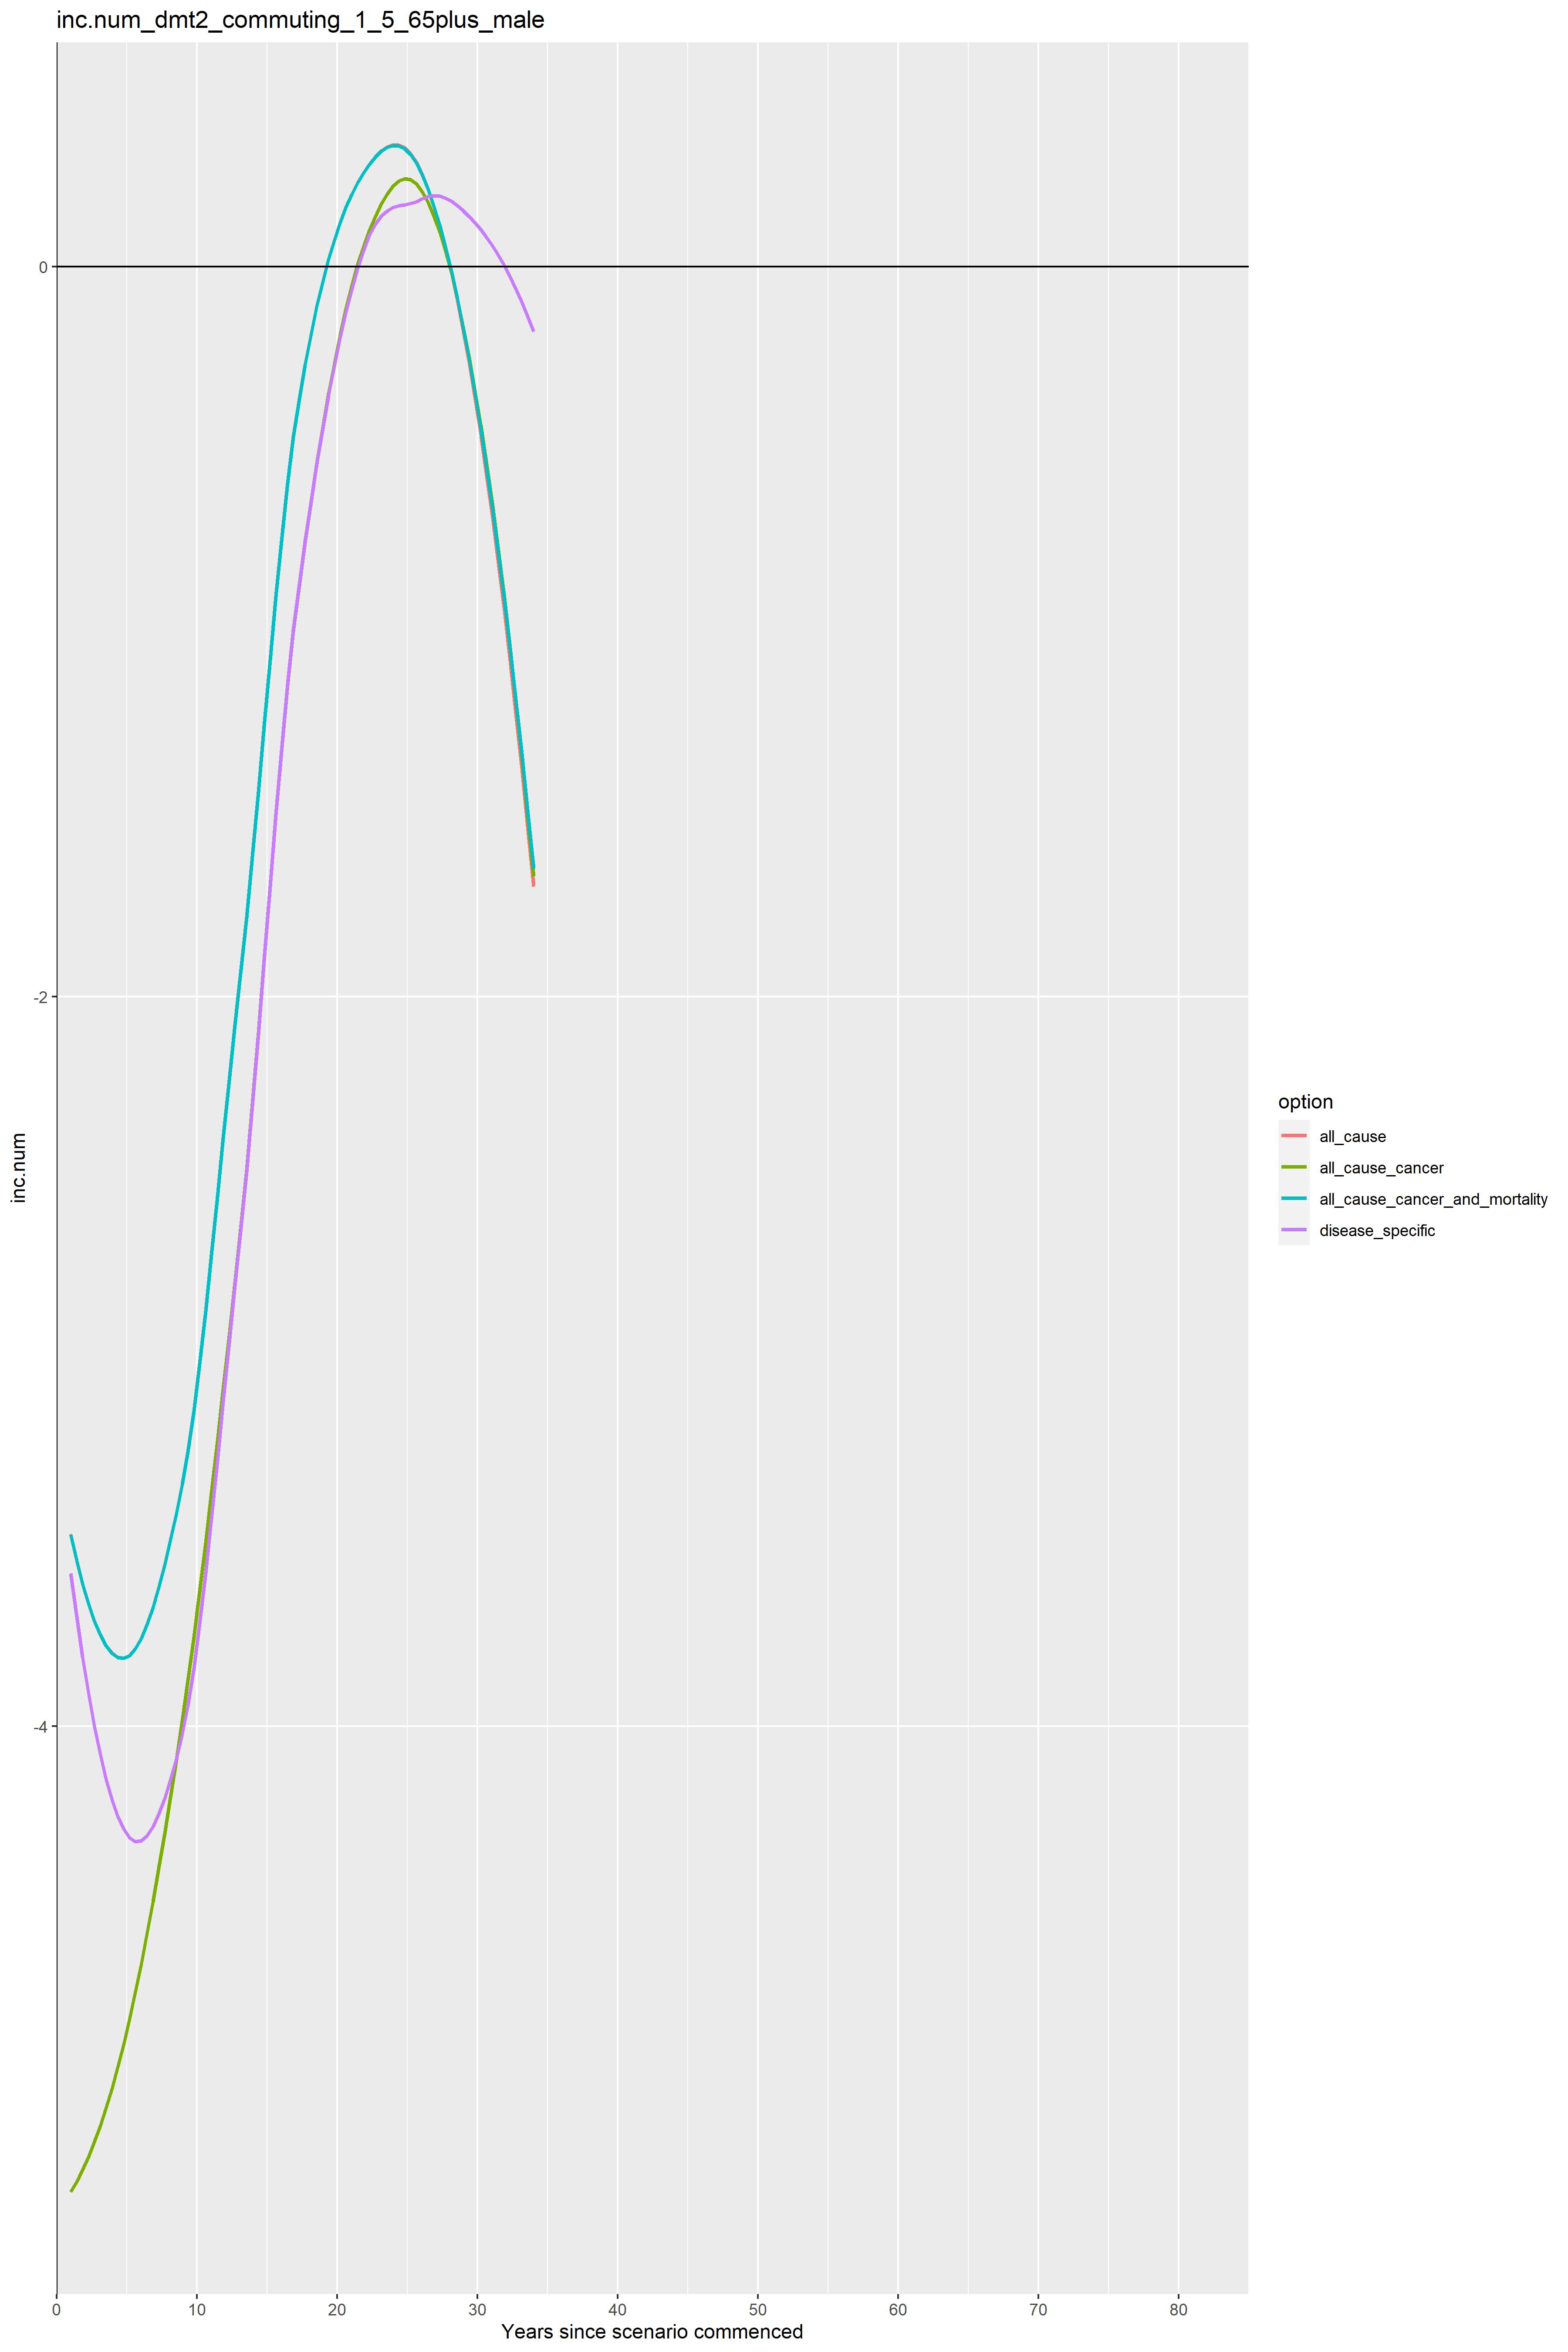 inc.num_dmt2_commuting_1_5_65plus_male
0
-2
-4
inc.num
0 10 20 30 40 50 60 70 80
Years since scenario commenced
option
all_cause
all_cause_cancer
all_cause_cancer_and_mortality
disease_specific